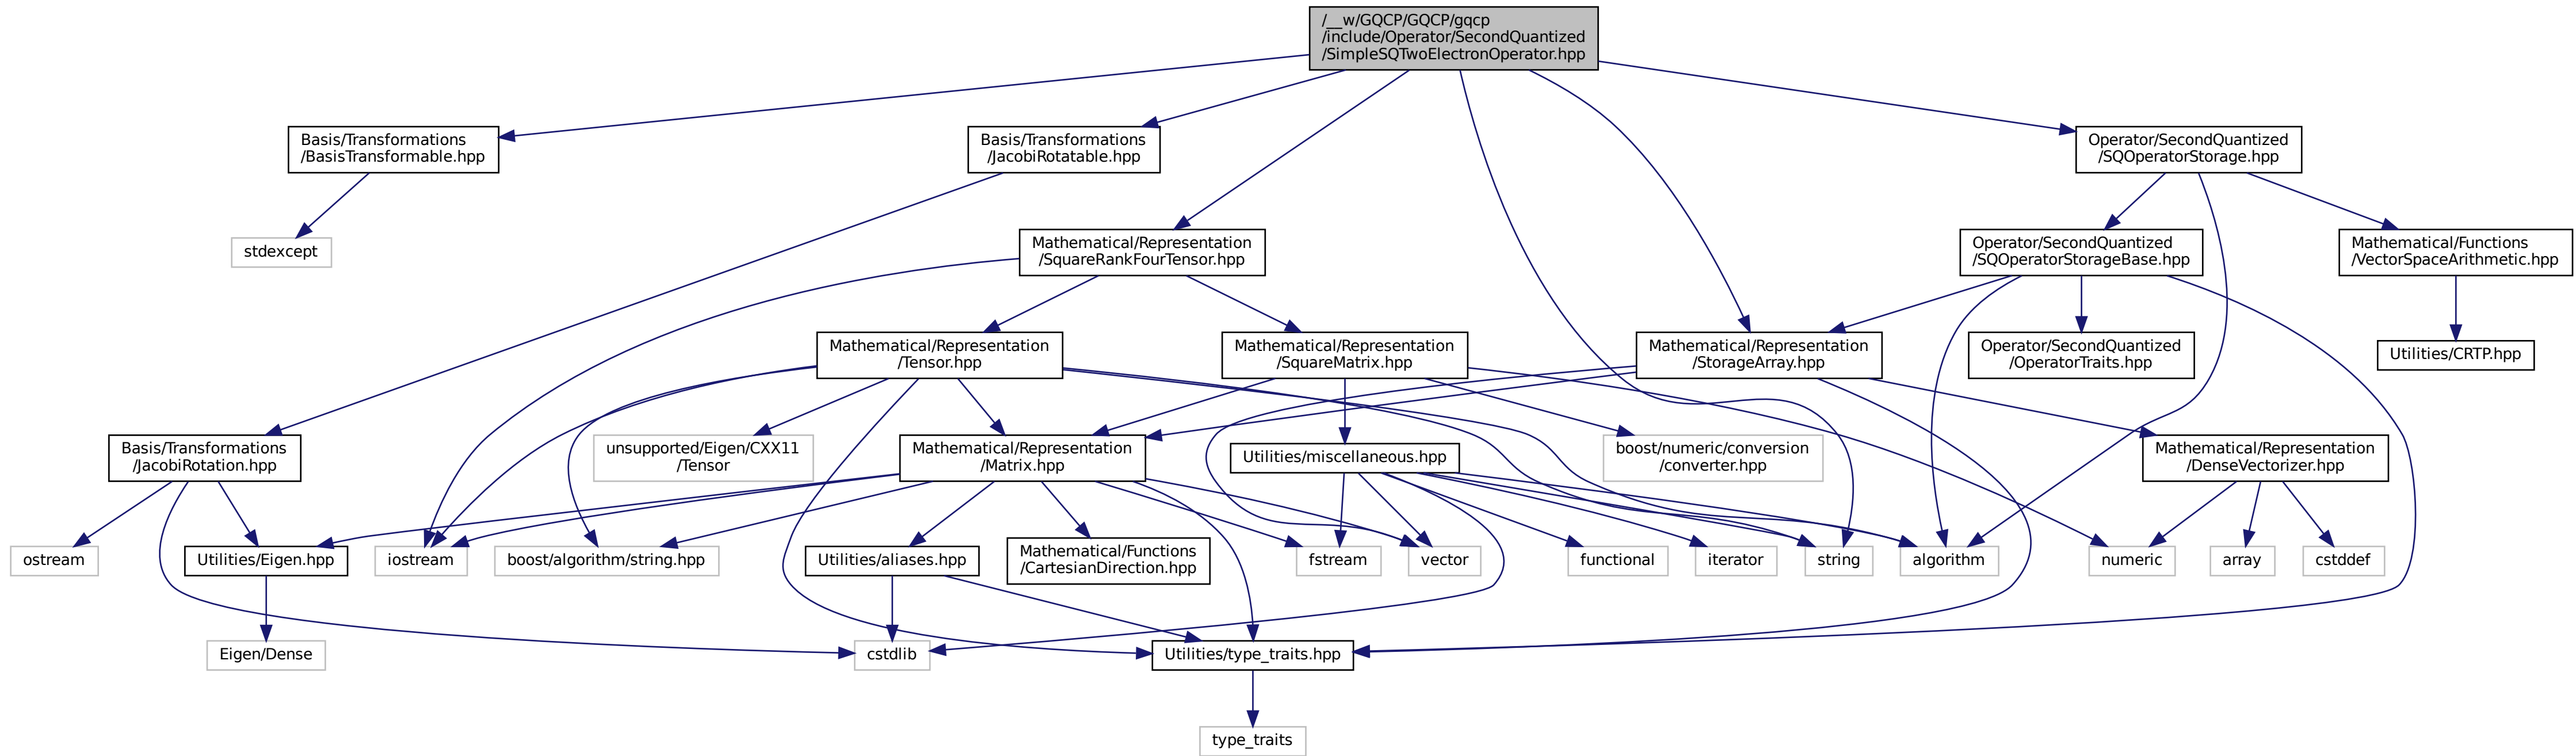 /__w/GQCP/GQCP/gqcp
/include/Operator/SecondQuantized
/SimpleSQTwoElectronOperator.hpp
Basis/Transformations
/BasisTransformable.hpp
Basis/Transformations
/JacobiRotatable.hpp
Operator/SecondQuantized
/SQOperatorStorage.hpp
stdexcept
Mathematical/Representation
/SquareRankFourTensor.hpp
Operator/SecondQuantized
/SQOperatorStorageBase.hpp
Mathematical/Functions
/VectorSpaceArithmetic.hpp
Mathematical/Representation
/Tensor.hpp
Mathematical/Representation
/SquareMatrix.hpp
Mathematical/Representation
/StorageArray.hpp
Operator/SecondQuantized
/OperatorTraits.hpp
Utilities/CRTP.hpp
Basis/Transformations
/JacobiRotation.hpp
unsupported/Eigen/CXX11
/Tensor
Mathematical/Representation
/Matrix.hpp
Utilities/miscellaneous.hpp
boost/numeric/conversion
/converter.hpp
Mathematical/Representation
/DenseVectorizer.hpp
ostream
Utilities/Eigen.hpp
iostream
boost/algorithm/string.hpp
Utilities/aliases.hpp
Mathematical/Functions
/CartesianDirection.hpp
fstream
vector
functional
iterator
string
algorithm
numeric
array
cstddef
Eigen/Dense
cstdlib
Utilities/type_traits.hpp
type_traits